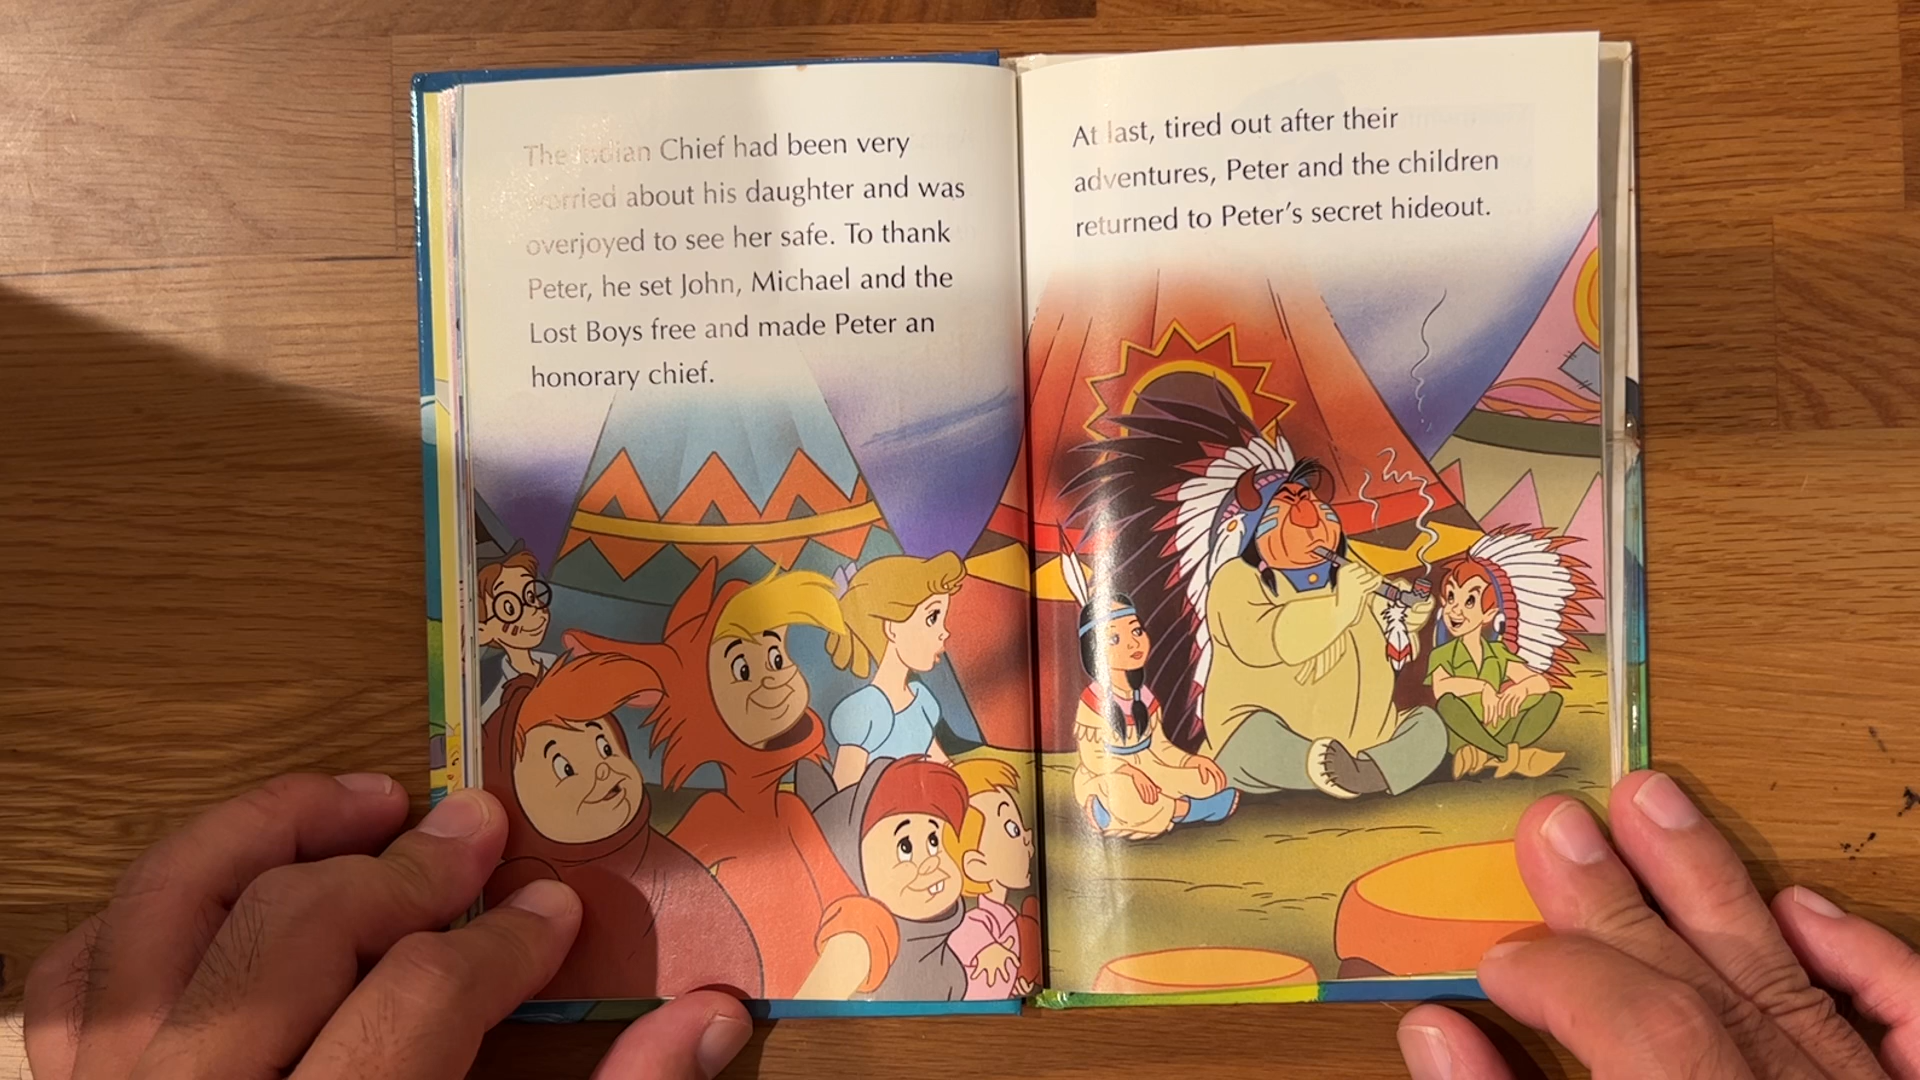 The Indian Chief had been very
worried about his daughter and was
overjoyed to see her safe. To thank
Peter, he set John, Michael and the
Lost Boys free and made Peter an
honorary chief.
At last, tired out after their
adventures, Peter and the children
returned to Peter's secret hideout.